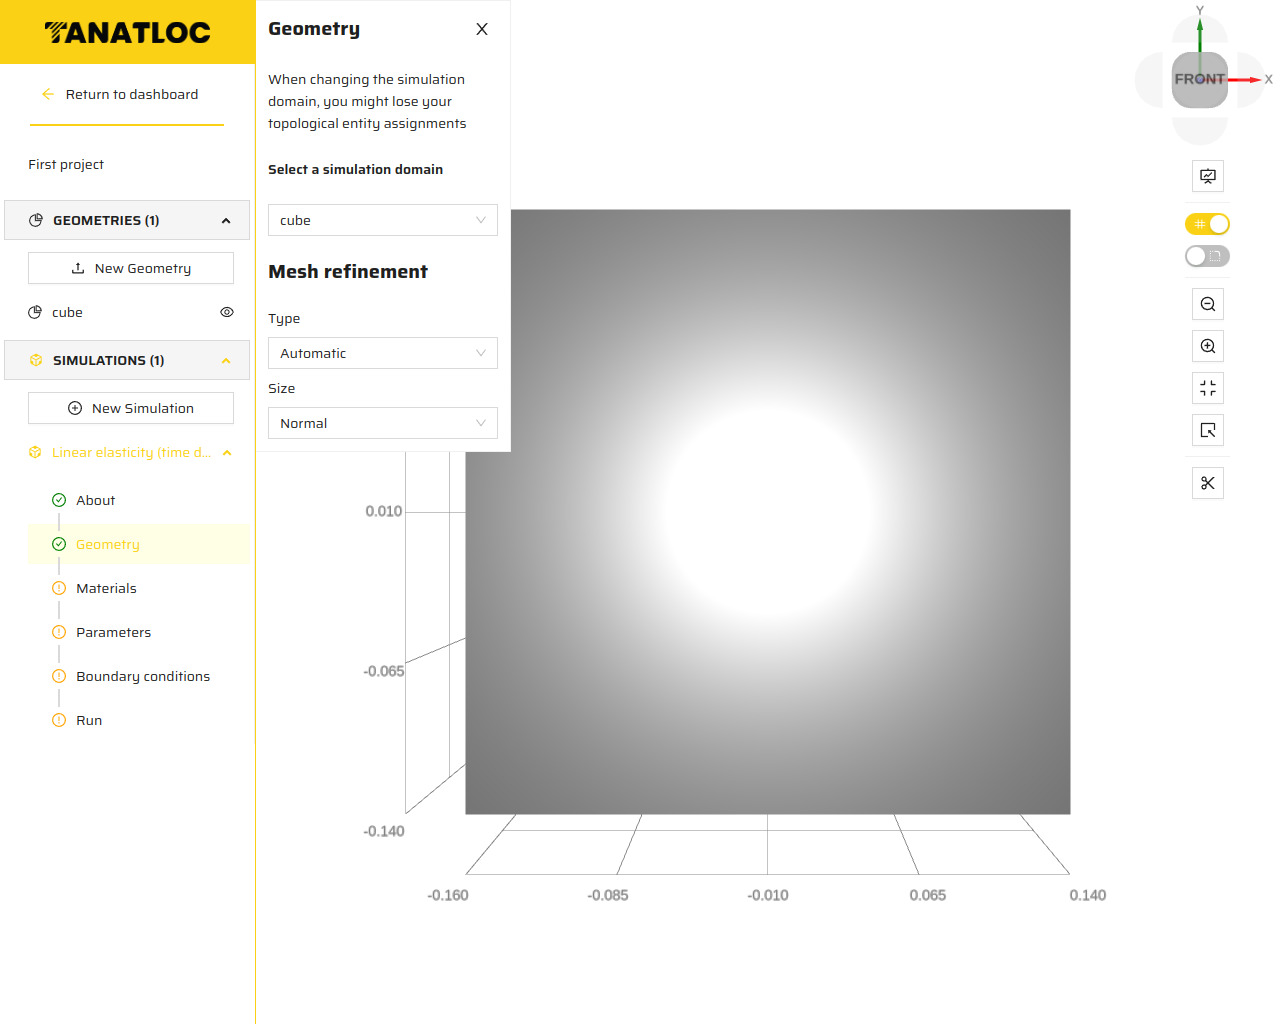 TANATLOC
Return to dashboard
First project
GEOMETRIES (1)
New Geometry
cube
SIMULATIONS (1)
New Simulation
Linear elasticity (time d...
About
Geometry
Materials
Parameters
Boundary conditions
Run
Geometry
When changing the simulation
domain, you might lose your
topological entity assignments
Select a simulation domain
cube
Mesh refinement
Type
Automatic
Size
Normal
Y
FRONT
X
0.010
-0.065
-0.140
-0.160
-0.085
-0.010
0.065
0.140